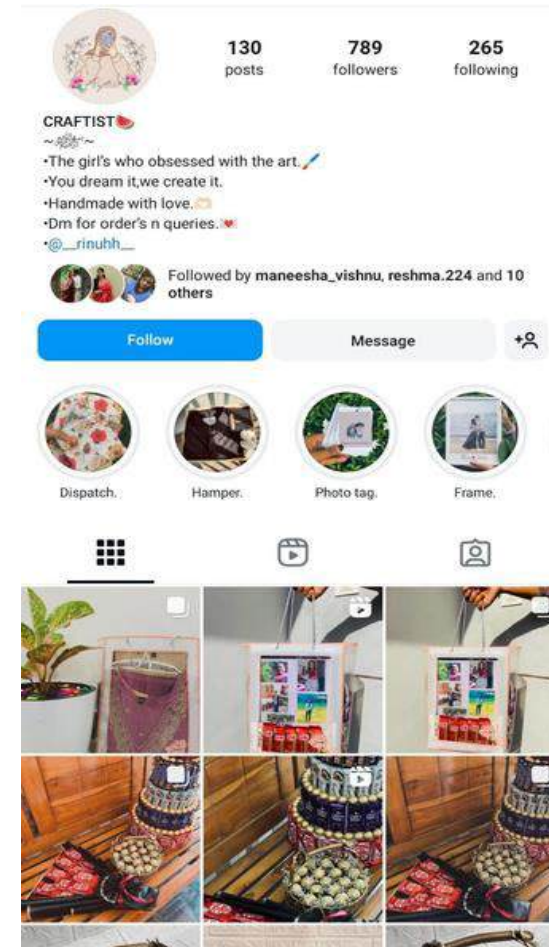 130 789 265
posts followers following
CRAFTIST🍉
•The girl's who obsessed with the art.🖌️
•You dream it,we create it.
•Handmade with love.🫶🏻
•Dm for order's n queries.💌
•@__rinuhh__
Followed by maneesha_vishnu, reshma.224 and 10
others
Follow Message
Dispatch. Hamper. Photo tag. Frame.